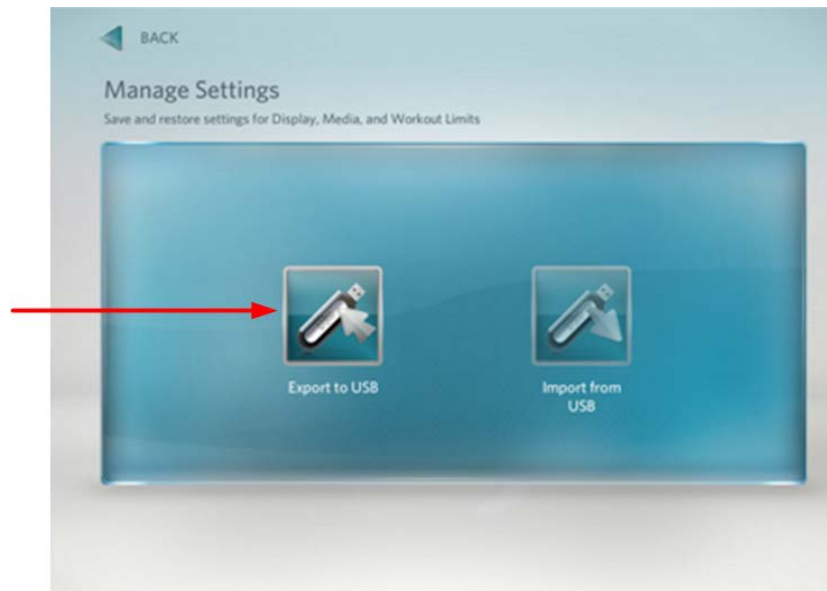 BACK
Manage Settings
Save and restore settings for Display, Media, and Workout Limits
Export to USB
Import from
USB